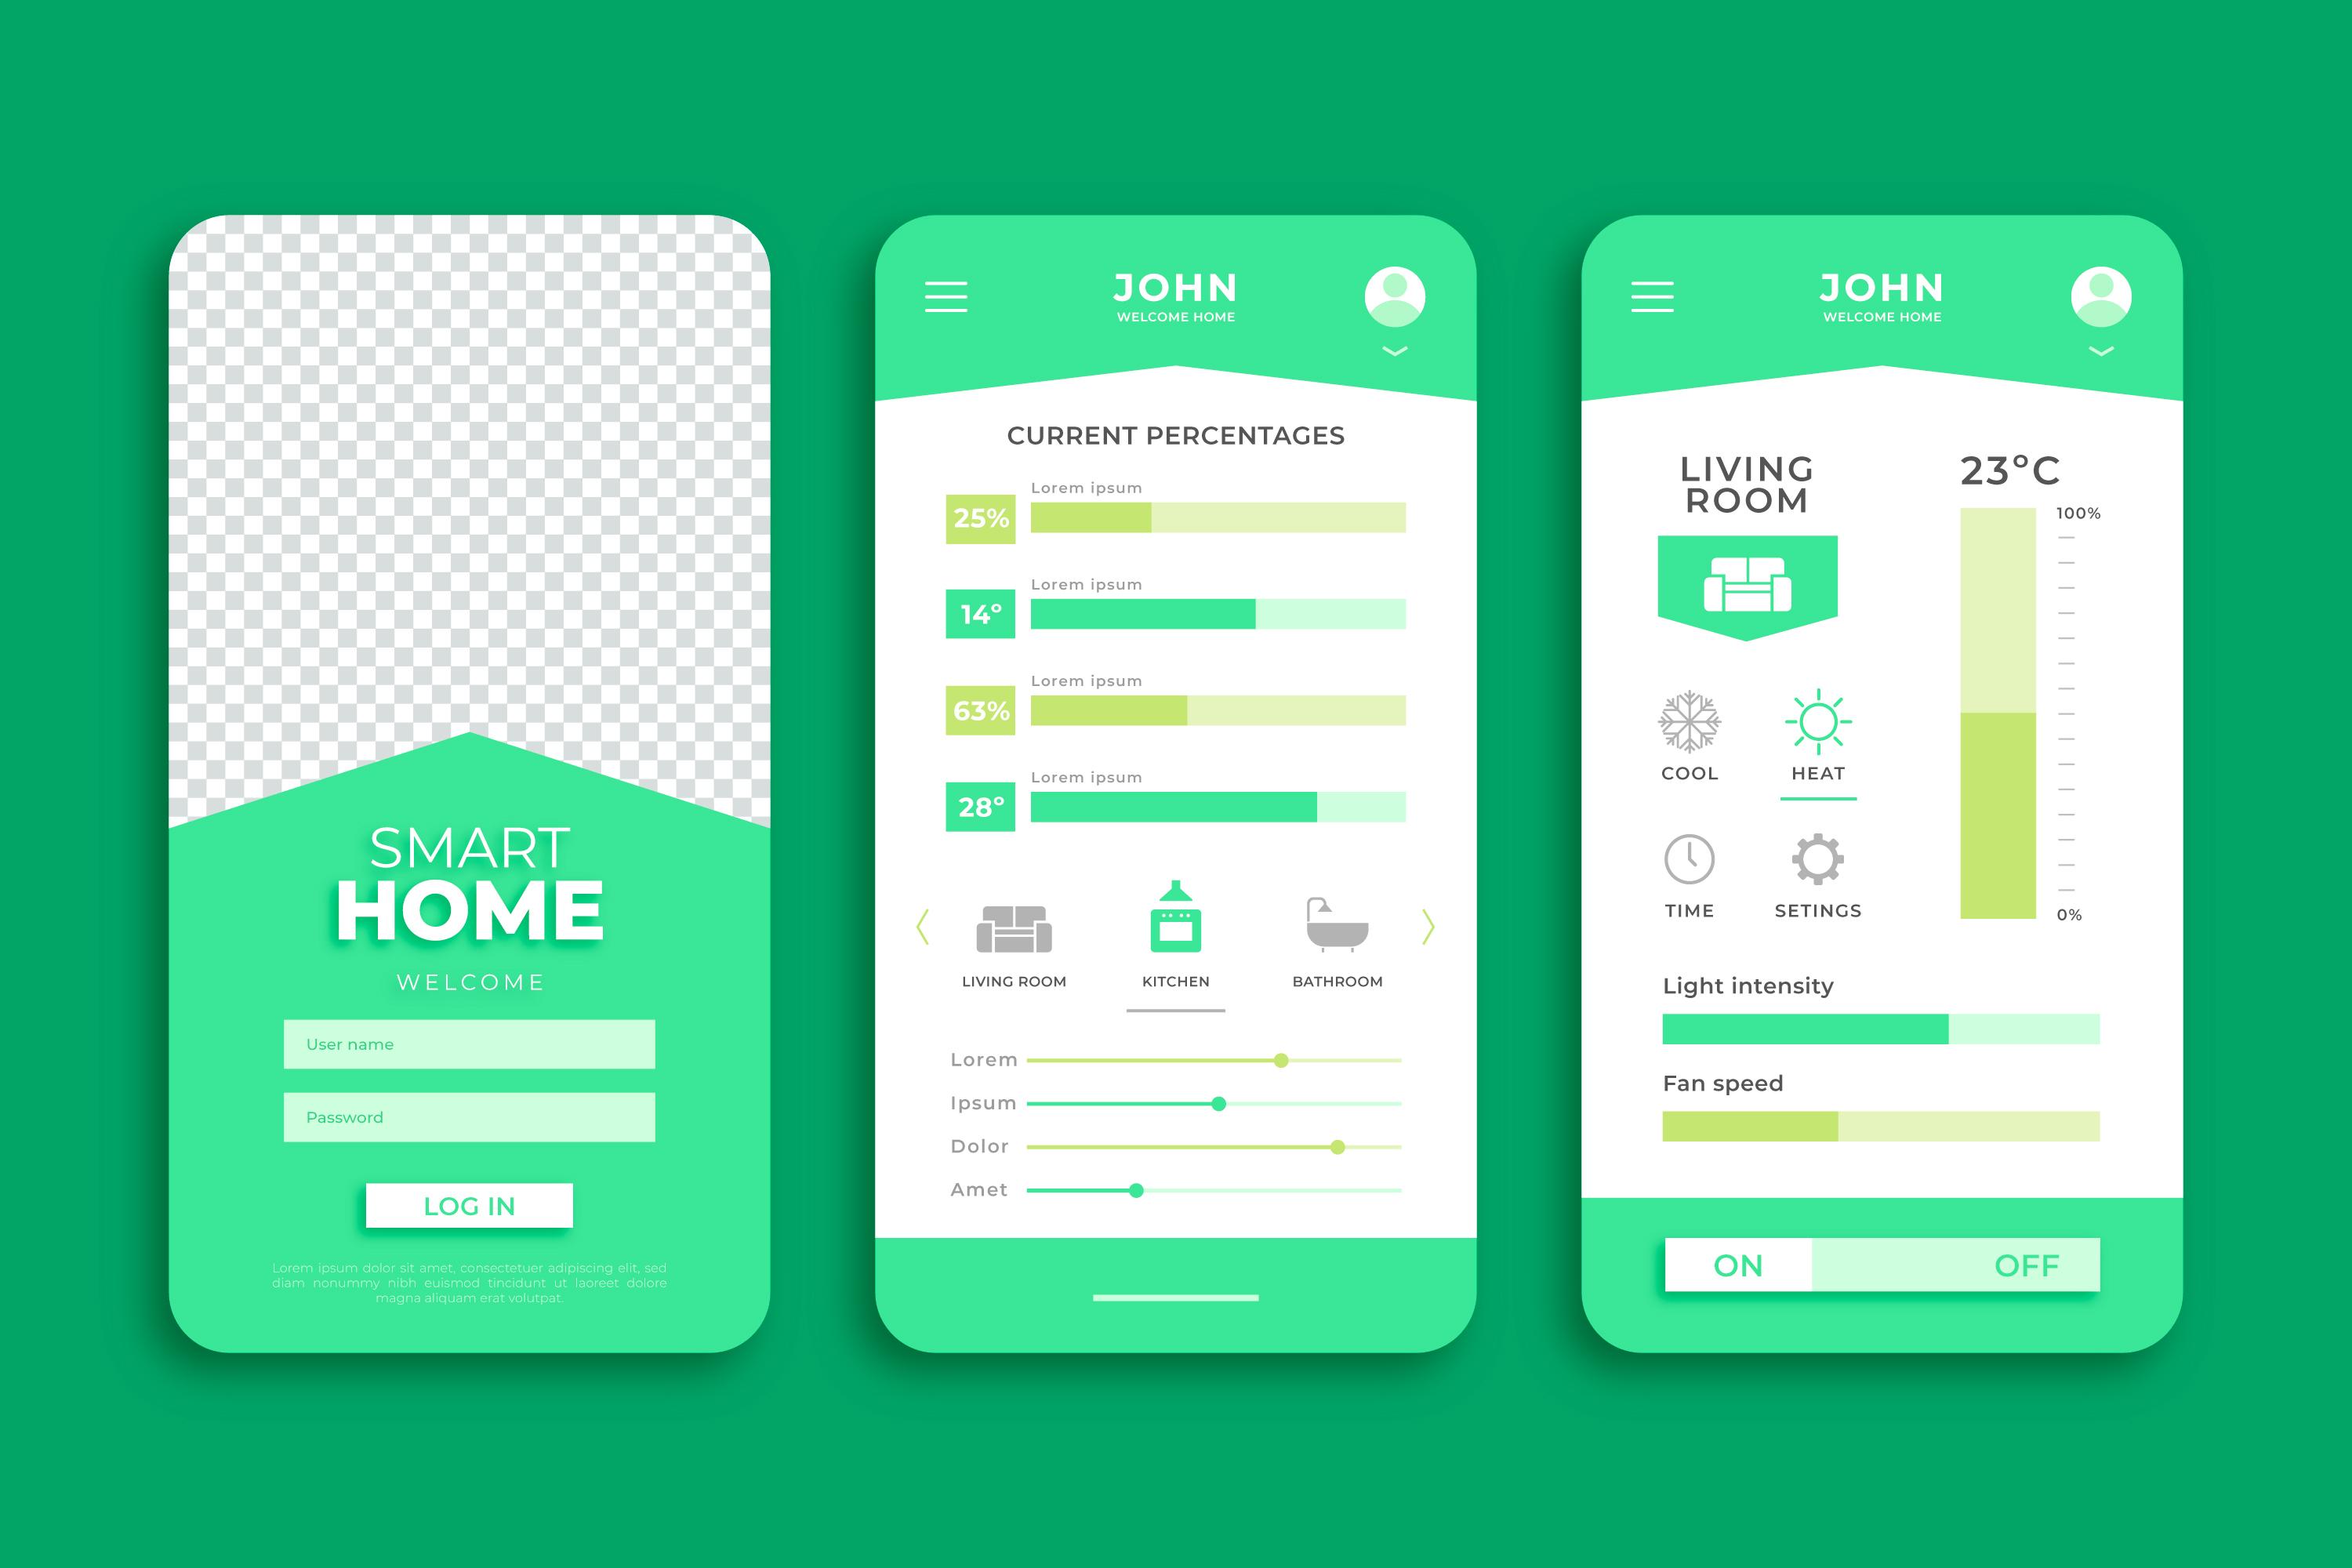 SMART
HOME
WELCOME
User name
Password
LOG IN
Lorem ipsum dolor sit amet, consectetuer adipiscing elit, sed
diam nonummy nibh euismod tincidunt ut laoreet dolore
magna aliquam erat volutpat.
JOHN
WELCOME HOME
CURRENT PERCENTAGES
Lorem ipsum
25%
Lorem ipsum
14º
Lorem ipsum
63%
Lorem ipsum
28º
LIVING ROOM KITCHEN BATHROOM
Lorem
Ipsum
Dolor
Amet
JOHN
WELCOME HOME
LIVING
ROOM
23ºC
100%
COOL HEAT
TIME SETINGS
0%
Light intensity
Fan speed
ON OFF